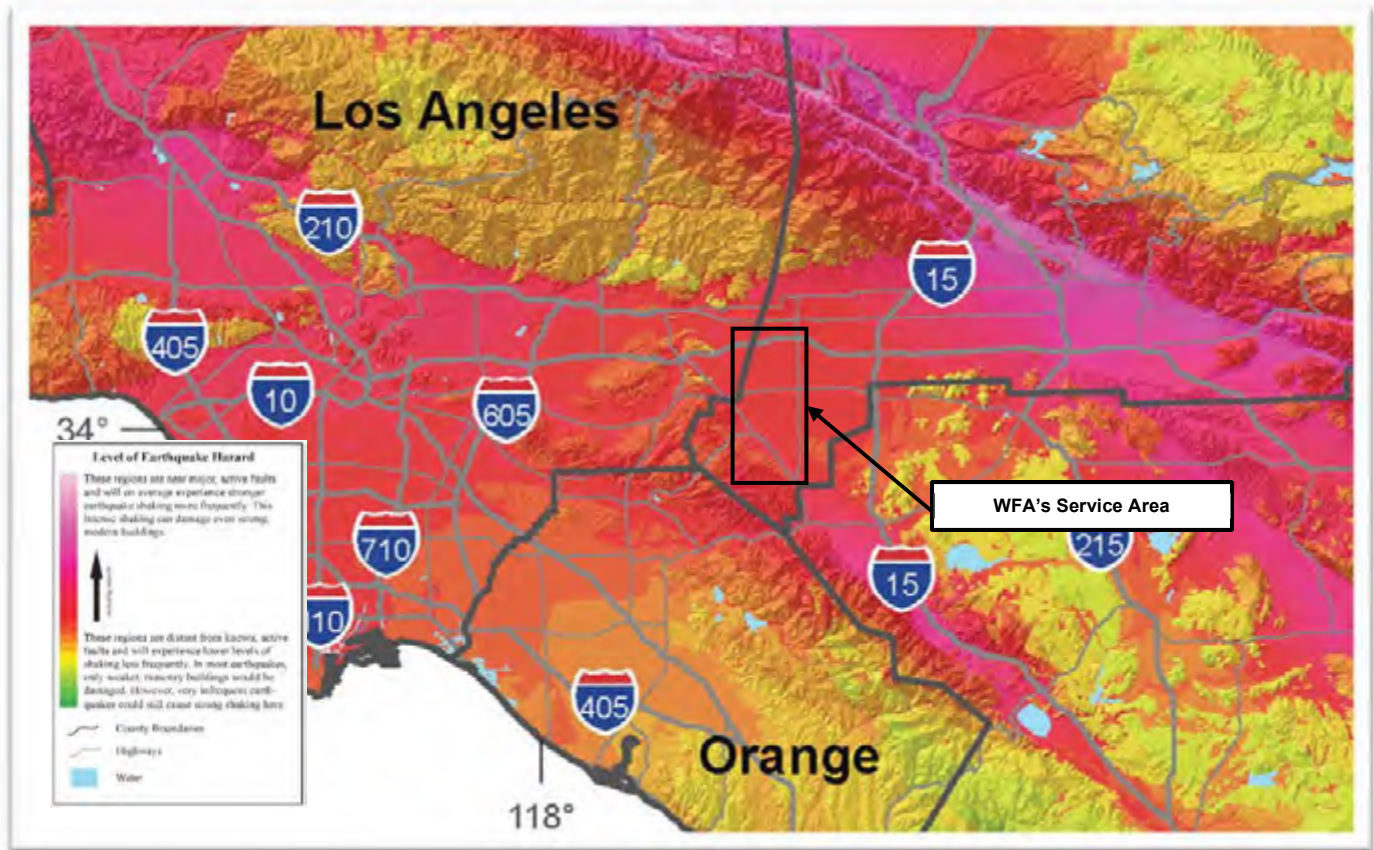 Los Angeles
210
15
405
10
605
34°
WFA's Service Area
Level of Earthquake Hazard
These regions are near major, active faults
and will on average experience stronger
earthquake shaking more frequently. This
intense shaking can damage even strong,
modern buildings.
These regions are distant from known, active
faults and will experience lower levels of
shaking less frequently. In most earthquakes,
only weaker, masonry buildings would be
damaged. However, very infrequent earth-
quakes could still cause strong shaking here
County Boundaries
Highways
Water
710
215
15
10
405
Orange
118°